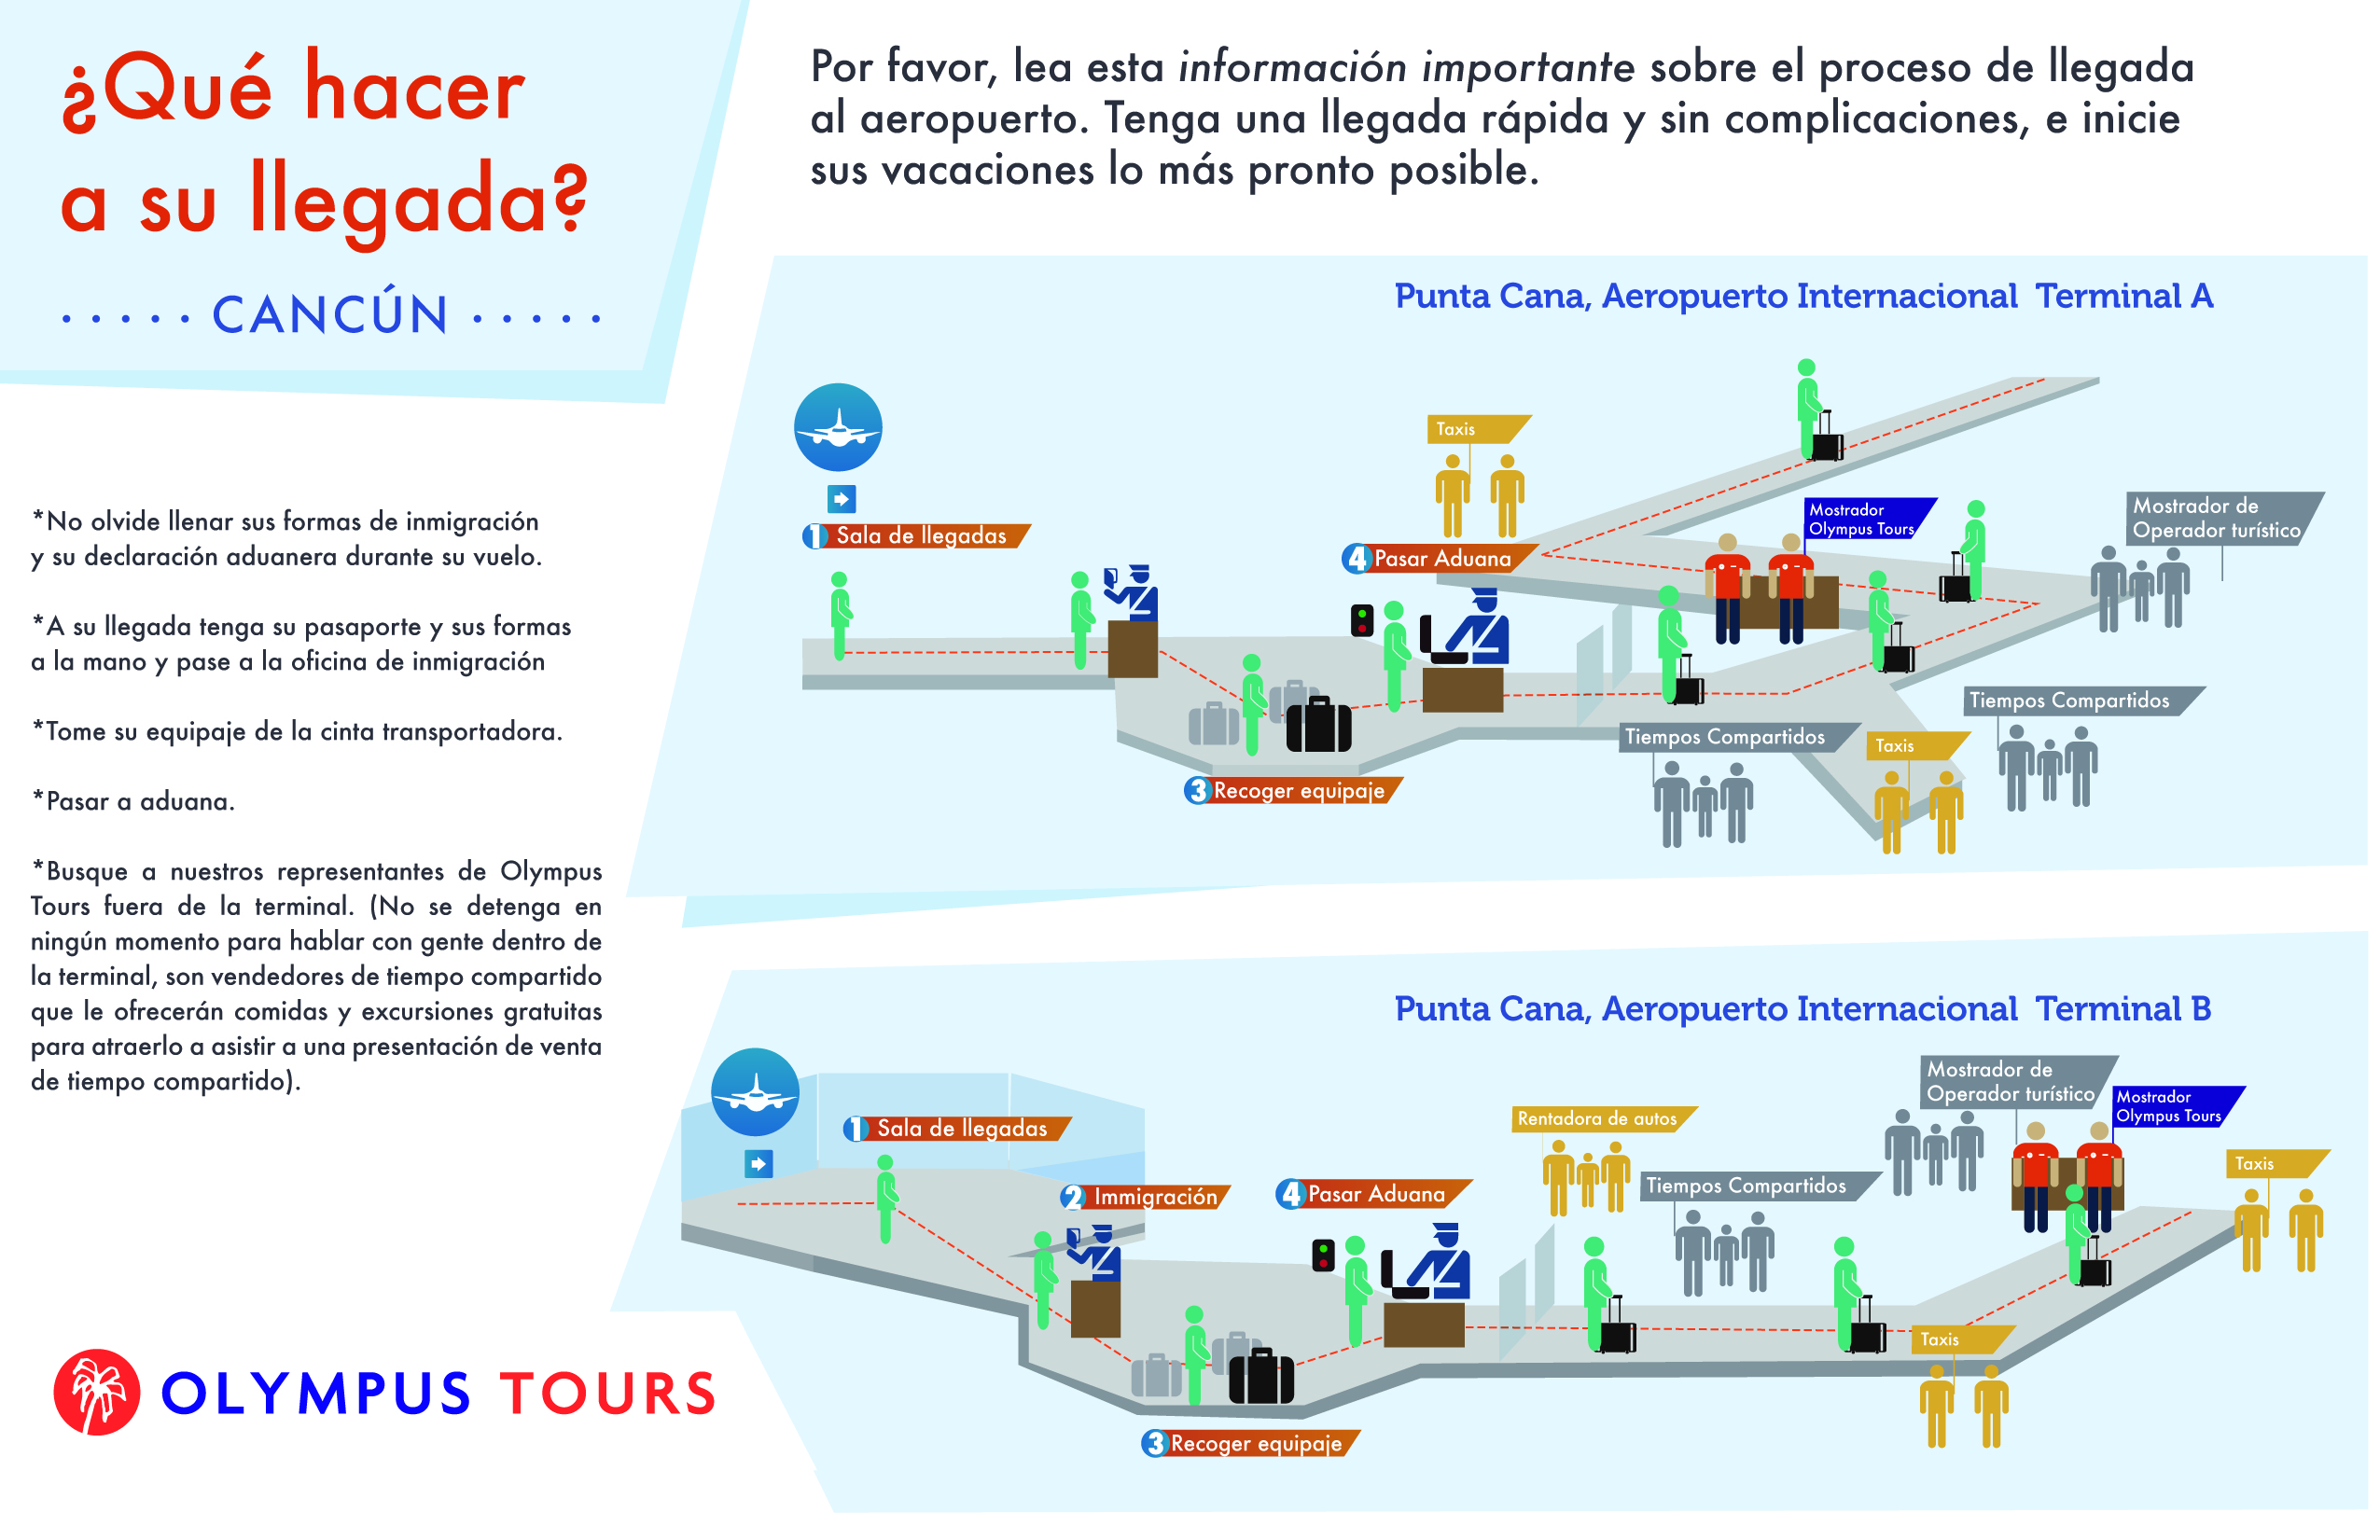 ¿Qué hacer
a su llegada?
CANCÚN
Por favor, lea esta información importante sobre el proceso de llegada
al aeropuerto. Tenga una llegada rápida y sin complicaciones, e inicie
sus vacaciones lo más pronto posible.
*No olvide llenar sus formas de inmigración
y su declaración aduanera durante su vuelo.
*A su llegada tenga su pasaporte y sus formas
a la mano y pase a la oficina de inmigración
*Tome su equipaje de la cinta transportadora.
*Pasar a aduana.
*Busque a nuestros representantes de Olympus
Tours fuera de la terminal. (No se detenga en
ningún momento para hablar con gente dentro de
la terminal, son vendedores de tiempo compartido
que le ofrecerán comidas y excursiones gratuitas
para atraerlo a asistir a una presentación de venta
de tiempo compartido).
OLYMPUS TOURS
Punta Cana, Aeropuerto Internacional Terminal A
1 Sala de llegadas
Taxis
4 Pasar Aduana
Mostrador
Olympus Tours
Mostrador de
Operador turístico
3 Recoger equipaje
Tiempos Compartidos
Taxis
Tiempos Compartidos
Punta Cana, Aeropuerto Internacional Terminal B
1 Sala de llegadas
2 Immigración
4 Pasar Aduana
Rentadora de autos
Tiempos Compartidos
Mostrador de
Operador turístico
Mostrador
Olympus Tours
Taxis
Taxis
3 Recoger equipaje